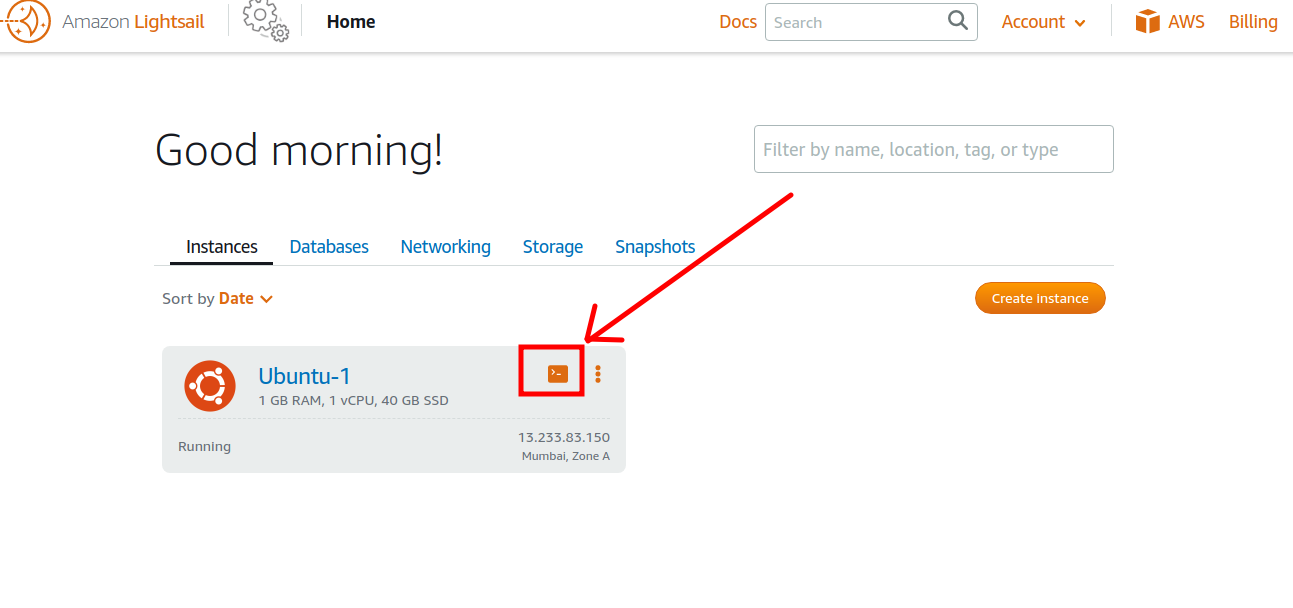 Amazon Lightsail
Home
Docs
Search
Account
AWS
Billing
Good morning!
Filter by name, location, tag, or type
Instances
Databases
Networking
Storage
Snapshots
Sort by Date
Create instance
>-
Ubuntu-1
1 GB RAM, 1 vCPU, 40 GB SSD
Running
13.233.83.150
Mumbai, Zone A